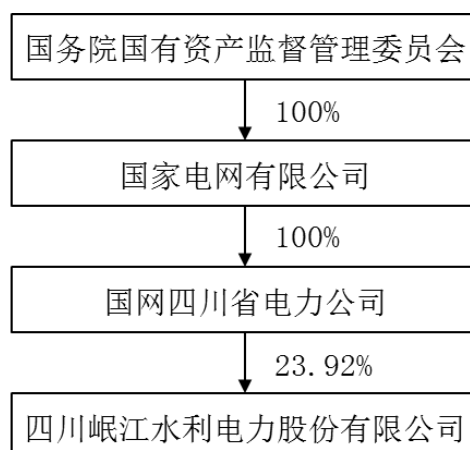 国务院国有资产监督管理委员会
100%
国家电网有限公司
100%
国网四川省电力公司
23.92%
四川岷江水利电力股份有限公司